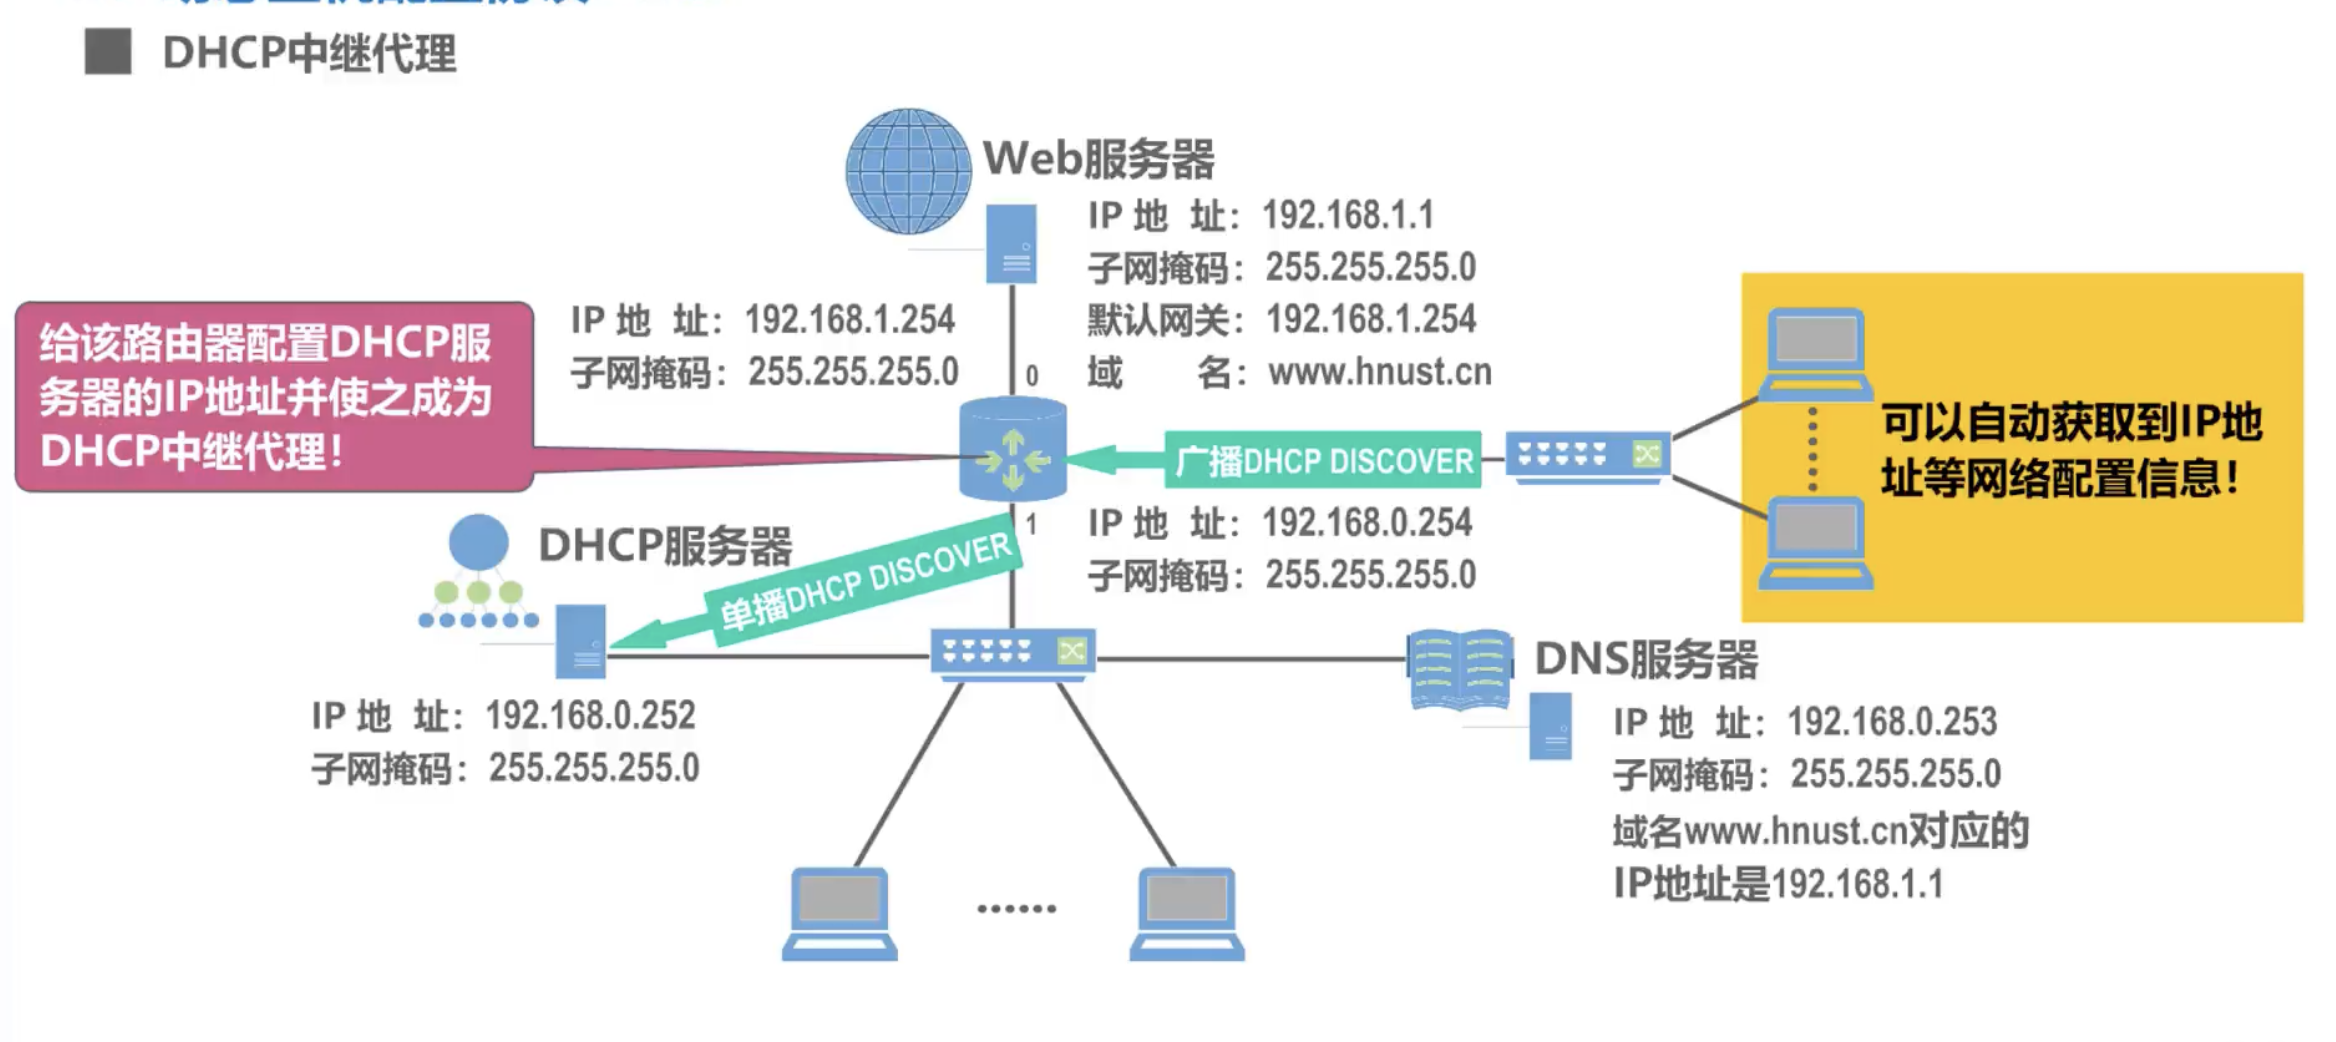 DHCP中继代理
Web服务器
IP 地 址：192.168.1.1
子网掩码：255.255.255.0
默认网关：192.168.1.254
域 名：www.hnust.cn
IP 地 址：192.168.1.254
子网掩码：255.255.255.0
0
给该路由器配置DHCP服
务器的IP地址并使之成为
DHCP中继代理！
广播DHCP DISCOVER
可以自动获取到IP地
址等网络配置信息！
1
IP 地 址：192.168.0.254
子网掩码：255.255.255.0
DHCP服务器
单播DHCP DISCOVER
IP 地 址：192.168.0.252
子网掩码：255.255.255.0
DNS服务器
IP 地 址：192.168.0.253
子网掩码：255.255.255.0
域名www.hnust.cn对应的
IP地址是192.168.1.1